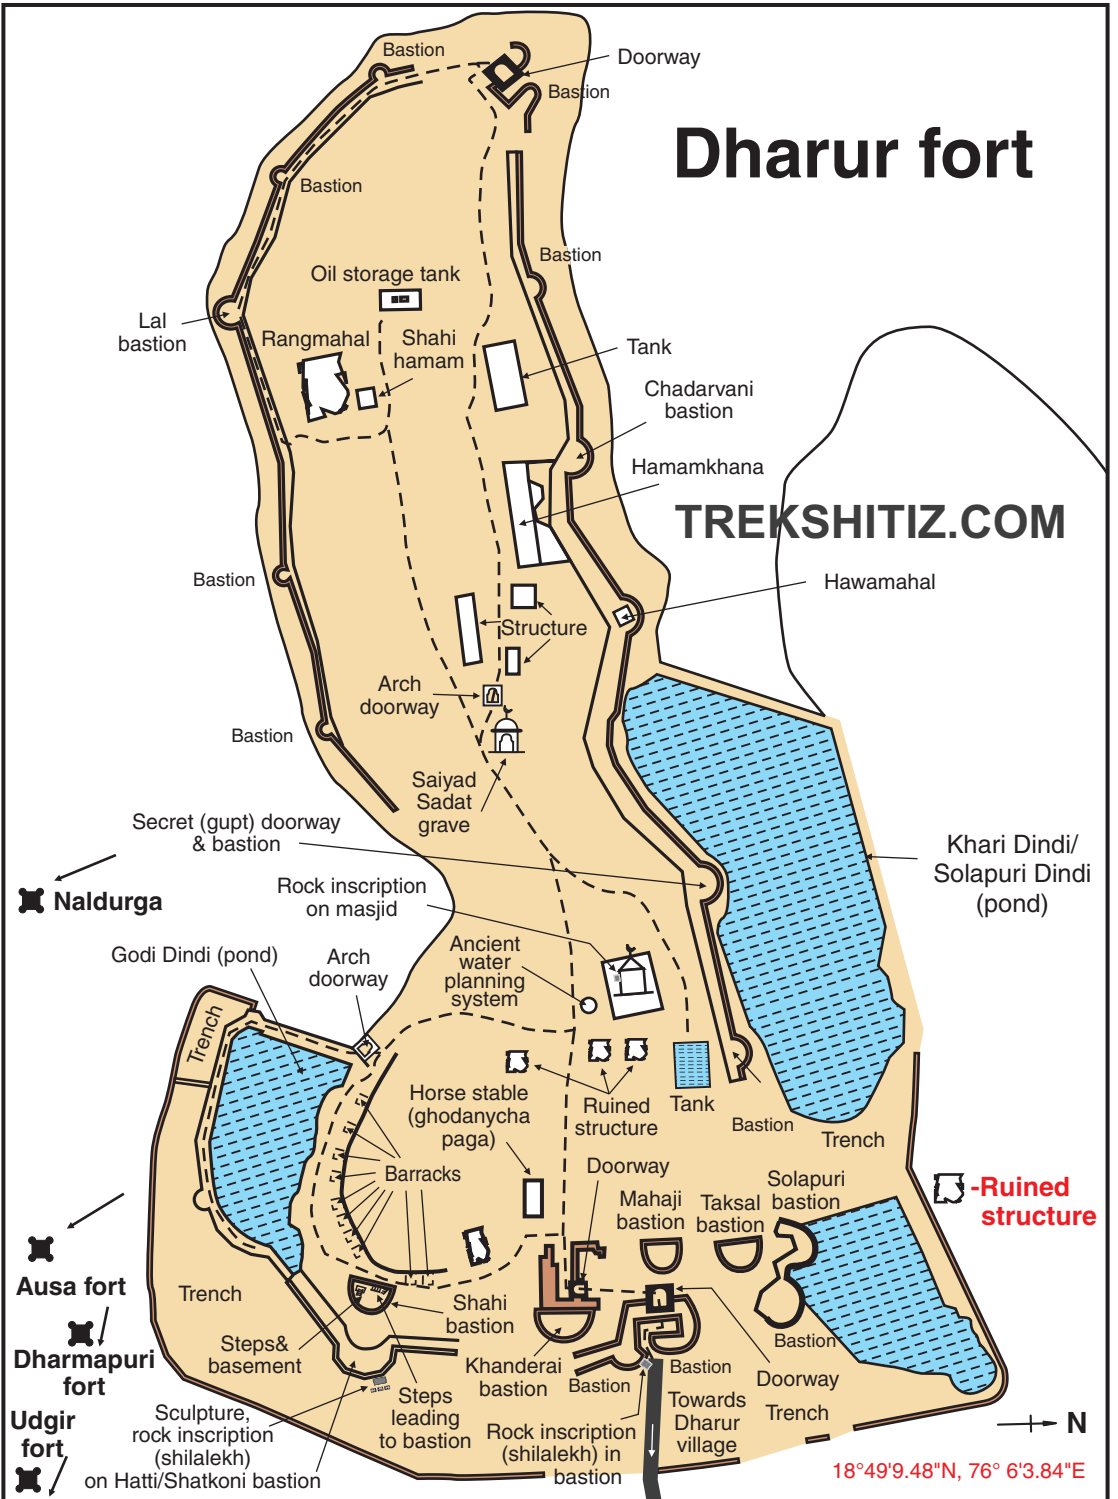 Bastion
Doorway
Bastion
Dharur fort
Bastion
Bastion
Oil storage tank
Lal
bastion
Rangmahal
Shahi
hamam
Tank
Chadarvani
bastion
Hamamkhana
TREKSHITIZ.COM
Bastion
Hawamahal
Structure
Arch
doorway
Bastion
Saiyad
Sadat
grave
Secret (gupt) doorway
& bastion
Khari Dindi/
Solapuri Dindi
(pond)
Naldurga
Rock inscription
on masjid
Godi Dindi (pond)
Arch
doorway
Ancient
water
planning
system
Trench
Horse stable
(ghodanycha
paga)
Ruined
structure
Tank
Bastion
Trench
Barracks
Doorway
Mahaji
bastion
Taksal
bastion
Solapuri
bastion
-Ruined
structure
Ausa fort
Trench
Shahi
bastion
Dharmapuri
fort
Steps&
basement
Khanderai
bastion
Bastion
Bastion
Bastion
Doorway
Udgir
fort
Sculpture,
rock inscription
(shilalekh)
on Hatti/Shatkoni bastion
Steps
leading
to bastion
Rock inscription
(shilalekh) in
bastion
Towards
Dharur
village
Trench
N
18°49'9.48"N, 76° 6'3.84"E